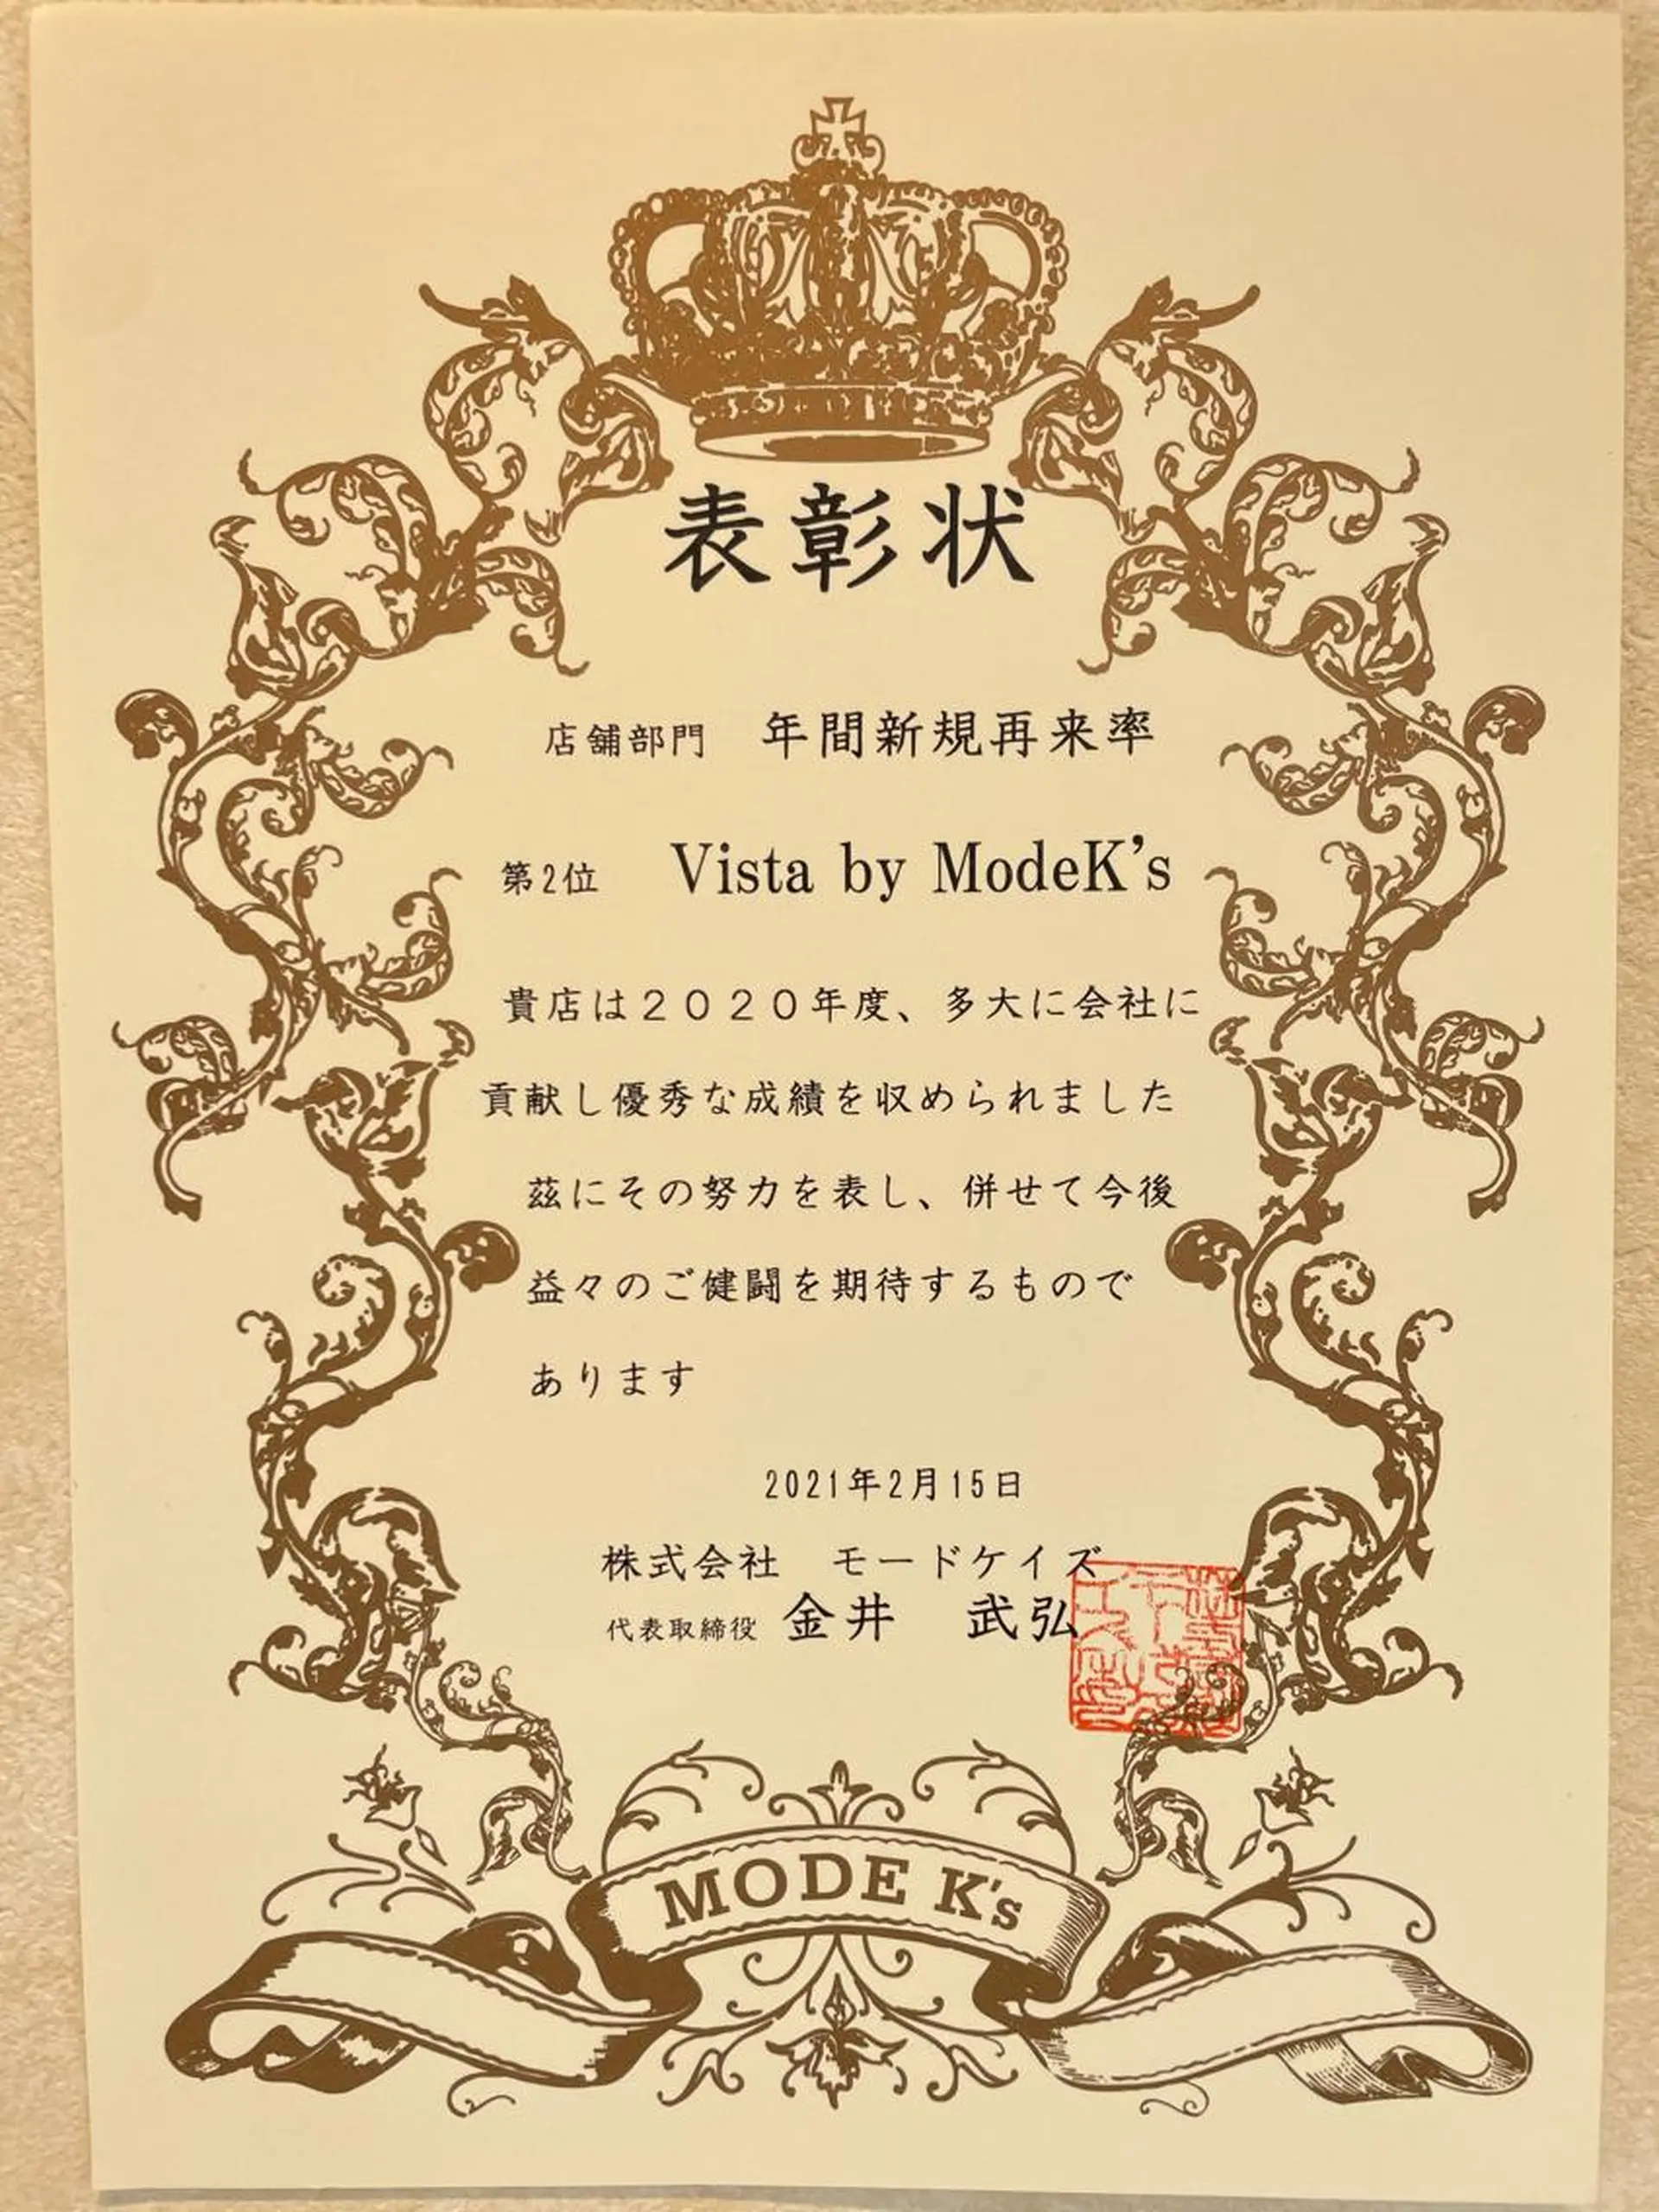 表彰状
店舗部門 年間新規再来率
第2位 Vista by ModeK's
貴店は２０２０年度、多大に会社に
貢献し優秀な成績を収められました
茲にその努力を表し、併せて今後
益々のご健闘を期待するもので
あります
2021年2月15日
株式会社 モードケイズ
代表取締役 金井 武弘
MODE K's